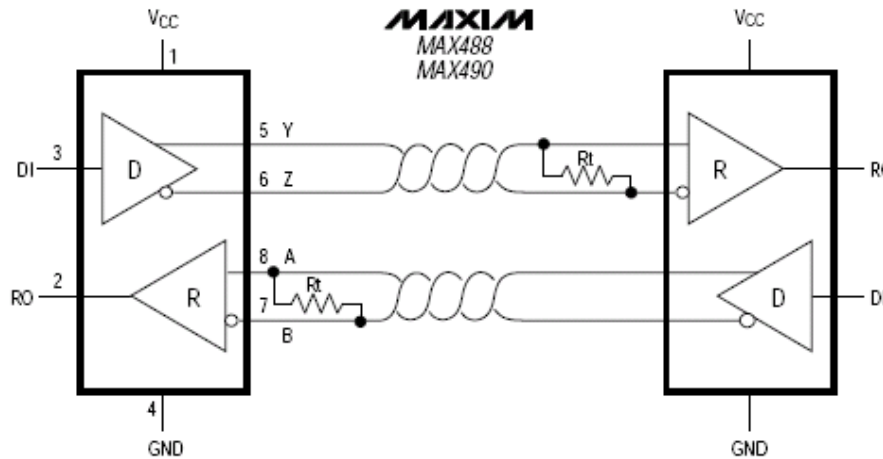 VCC MAXIM VCC
MAX488
MAX490
1
5 Y
DI 3 D Rt R
6 Z
8 A
RO 2 R Rt D
7
B
4
GND GND